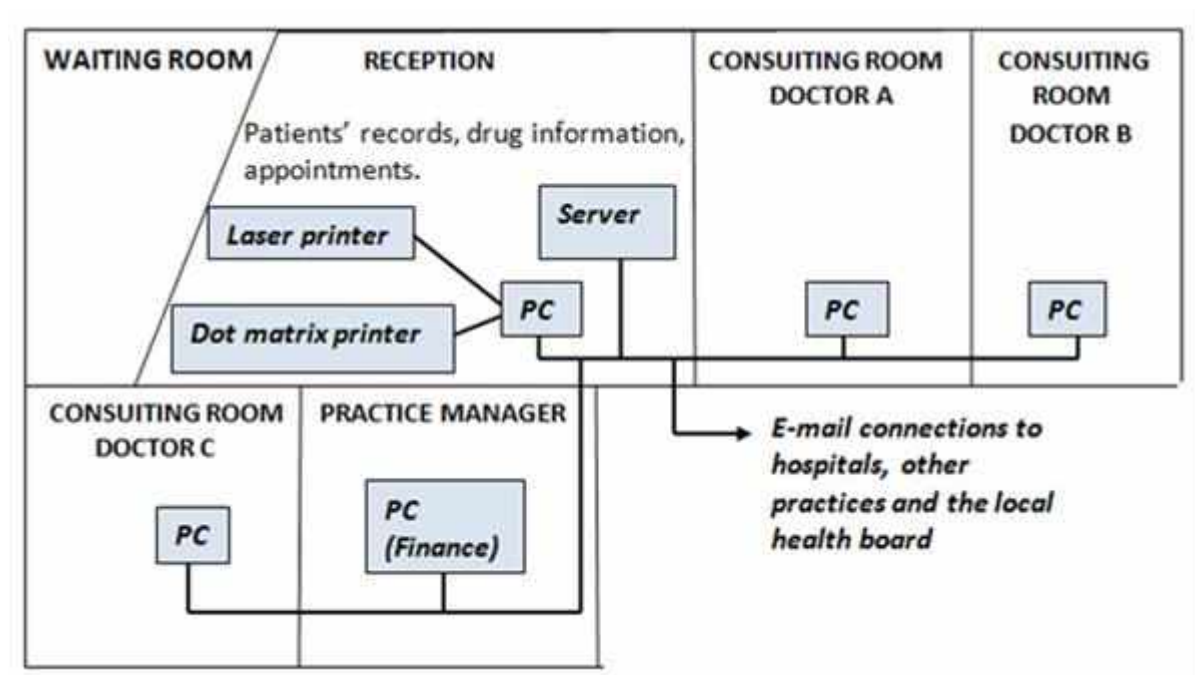 WAITING ROOM
RECEPTION
Patients’ records, drug information,
appointments.
Laser printer
Dot matrix printer
Server
PC
CONSUITING ROOM
DOCTOR A
PC
CONSUITING
ROOM
DOCTOR B
PC
CONSUITING ROOM
DOCTOR C
PC
PRACTICE MANAGER
PC
(Finance)
E-mail connections to
hospitals, other
practices and the local
health board